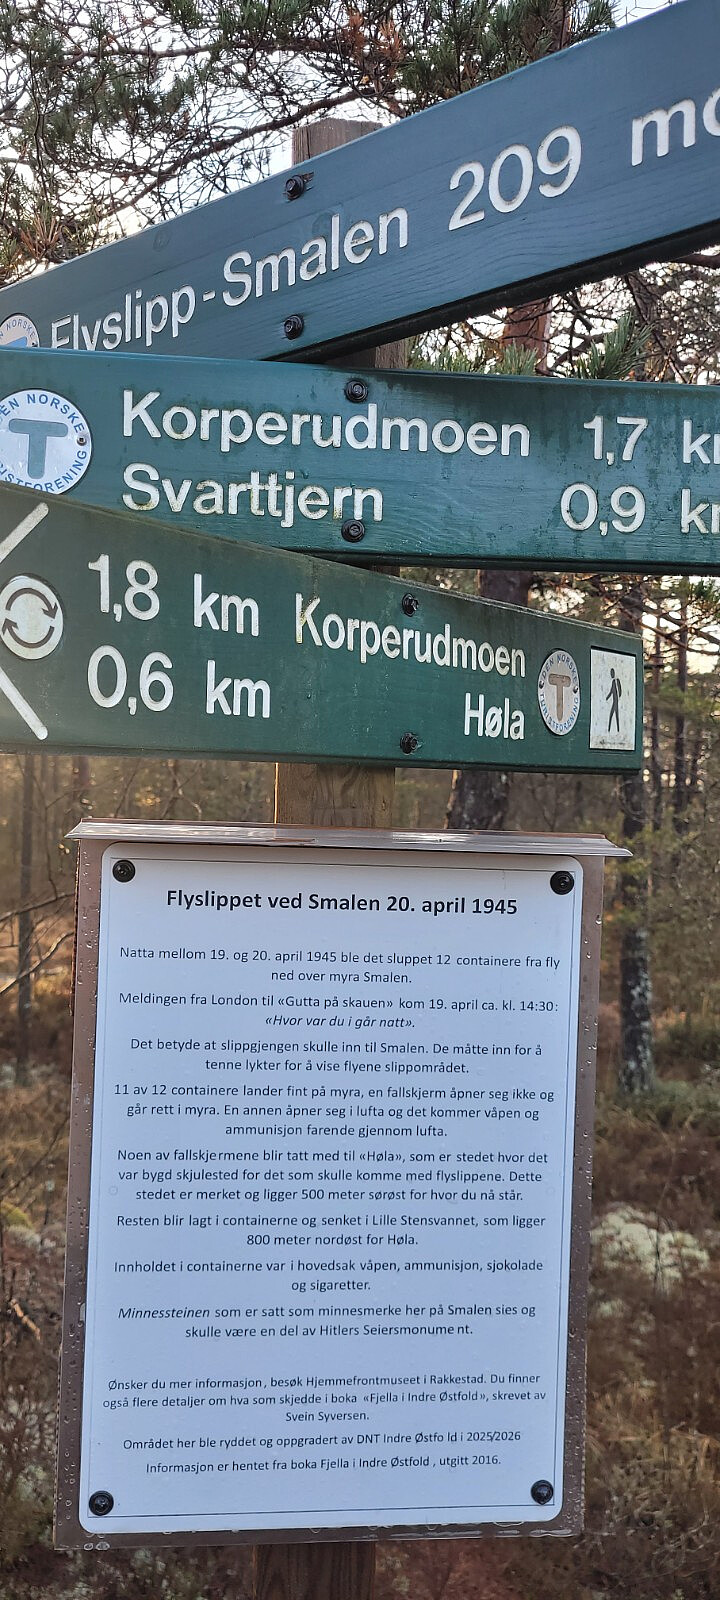 Flyslipp-Smalen 209 mo
DEN NORSKE
TURISTFORENING
T
Korperudmoen 1,7 km
Svarttjern 0,9 km
1,8 km Korperudmoen
0,6 km Høla
DEN NORSKE
TURISTFORENING
T
Flyslippet ved Smalen 20. april 1945
Natta mellom 19. og 20. april 1945 ble det sluppet 12 containere fra fly
ned over myra Smalen.
Meldingen fra London til «Gutta på skauen» kom 19. april ca. kl. 14:30:
«Hvor var du i går natt».
Det betyde at slippgjengen skulle inn til Smalen. De måtte inn for å
tenne lykter for å vise flyene slippområdet.
11 av 12 containere lander fint på myra, en fallskjerm åpner seg ikke og
går rett i myra. En annen åpner seg i lufta og det kommer våpen og
ammunisjon farende gjennom lufta.
Noen av fallskjermene blir tatt med til «Høla», som er stedet hvor det
var bygd skjulested for det som skulle komme med flyslippene. Dette
stedet er merket og ligger 500 meter sørøst for hvor du nå står.
Resten blir lagt i containerne og senket i Lille Stensvannet, som ligger
800 meter nordøst for Høla.
Innholdet i containerne var i hovedsak våpen, ammunisjon, sjokolade
og sigaretter.
Minnessteinen som er satt som minnesmerke her på Smalen sies og
skulle være en del av Hitlers Seiersmonument.
Ønsker du mer informasjon, besøk Hjemmefrontmuseet i Rakkestad. Du finner
også flere detaljer om hva som skjedde i boka «Fjella i Indre Østfold», skrevet av
Svein Syversen.
Området her ble ryddet og oppgradert av DNT Indre Østfold i 2025/2026
Informasjon er hentet fra boka Fjella i Indre Østfold , utgitt 2016.